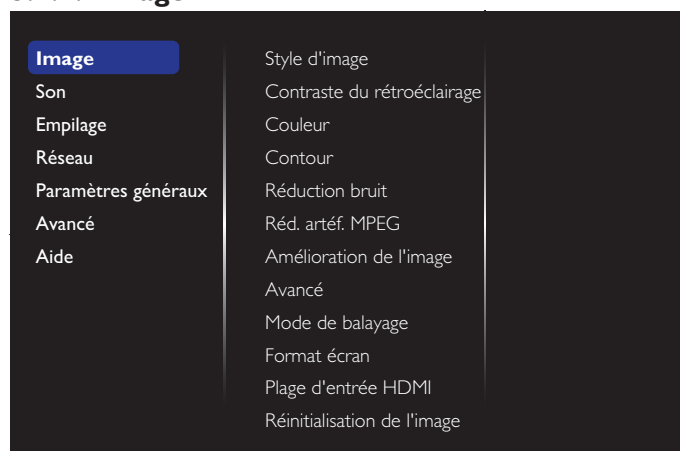 Image
Son
Empilage
Réseau
Paramètres généraux
Avancé
Aide
Style d'image
Contraste du rétroéclairage
Couleur
Contour
Réduction bruit
Réd. artéf. MPEG
Amélioration de l'image
Avancé
Mode de balayage
Format écran
Plage d'entrée HDMI
Réinitialisation de l'image